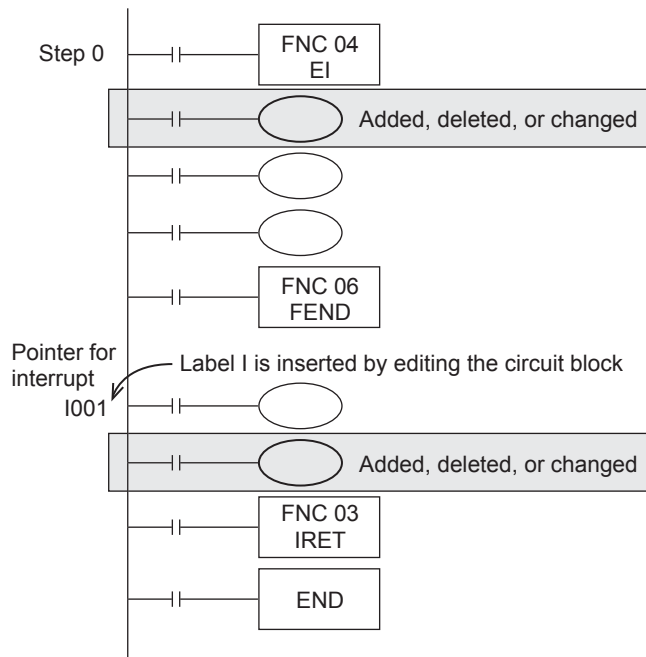 Step 0
FNC 04
EI
Added, deleted, or changed
FNC 06
FEND
Pointer for
interrupt
Label I is inserted by editing the circuit block
I001
Added, deleted, or changed
FNC 03
IRET
END